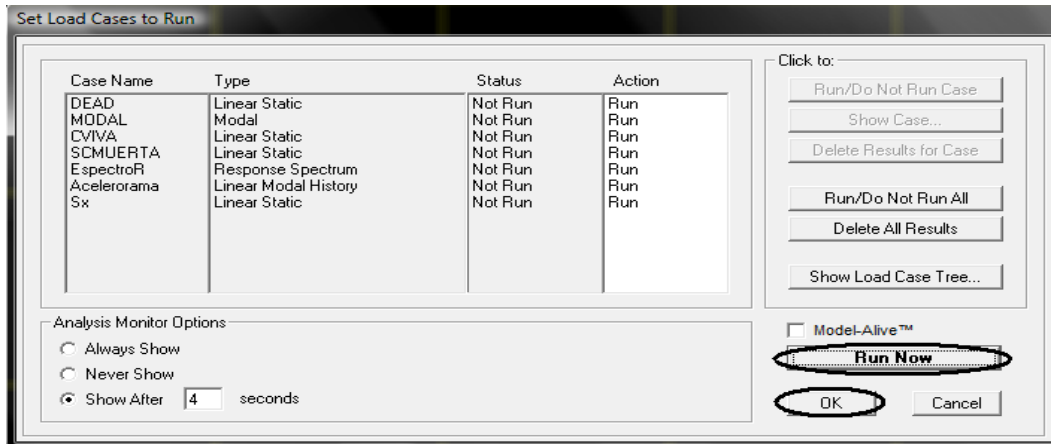 Set Load Cases to Run
Case Name Type Status Action
DEAD Linear Static Not Run Run
MODAL Modal Not Run Run
CVIVA Linear Static Not Run Run
SCMUERTA Linear Static Not Run Run
EspectroR Response Spectrum Not Run Run
Acelerorama Linear Modal History Not Run Run
Sx Linear Static Not Run Run
Click to:
Run/Do Not Run Case
Show Case...
Delete Results for Case
Run/Do Not Run All
Delete All Results
Show Load Case Tree...
Analysis Monitor Options
Always Show
Never Show
Show After 4 seconds
Model-Alive™
Run Now
OK Cancel